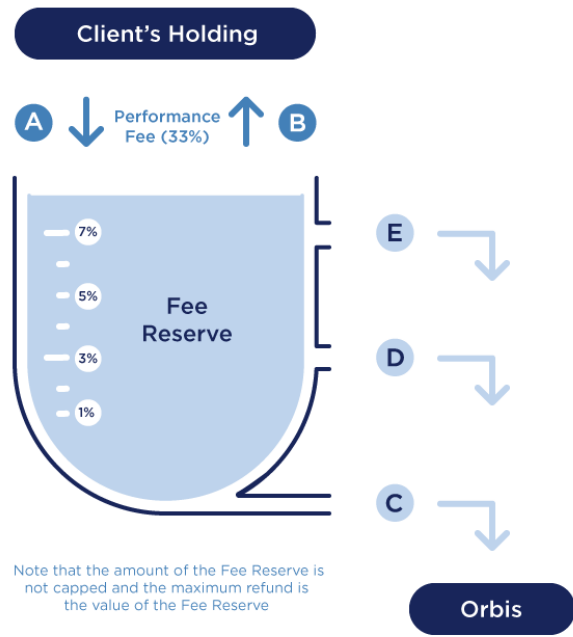 Client's Holding
A
Performance
Fee (33%)
B
7%
5%
3%
1%
Fee
Reserve
E
D
C
Note that the amount of the Fee Reserve is
not capped and the maximum refund is
the value of the Fee Reserve
Orbis